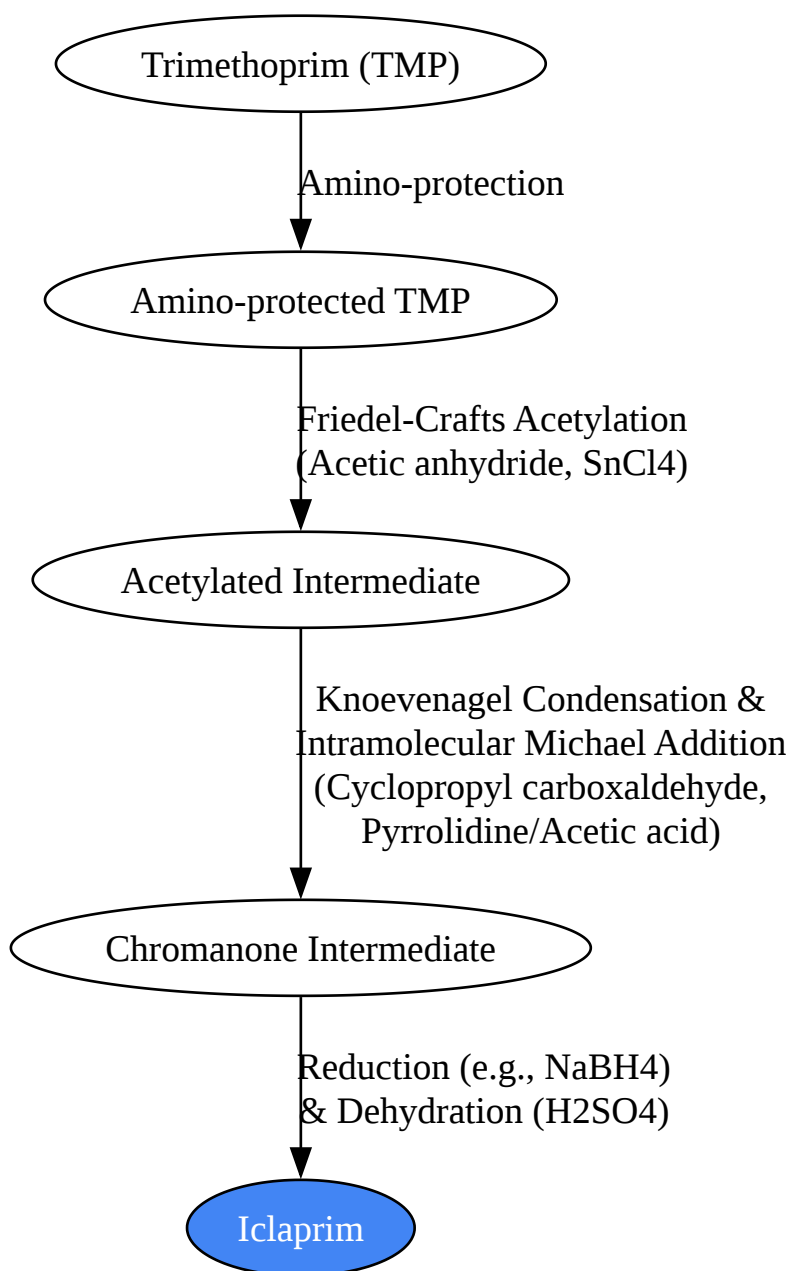 Trimethoprim (TMP)
Amino-protection
Amino-protected TMP
Friedel-Crafts Acetylation
(Acetic anhydride, SnCl4)
Acetylated Intermediate
Knoevenagel Condensation &
Intramolecular Michael Addition
(Cyclopropyl carboxaldehyde,
Pyrrolidine/Acetic acid)
Chromanone Intermediate
Reduction (e.g., NaBH4)
& Dehydration (H2SO4)
Iclaprim